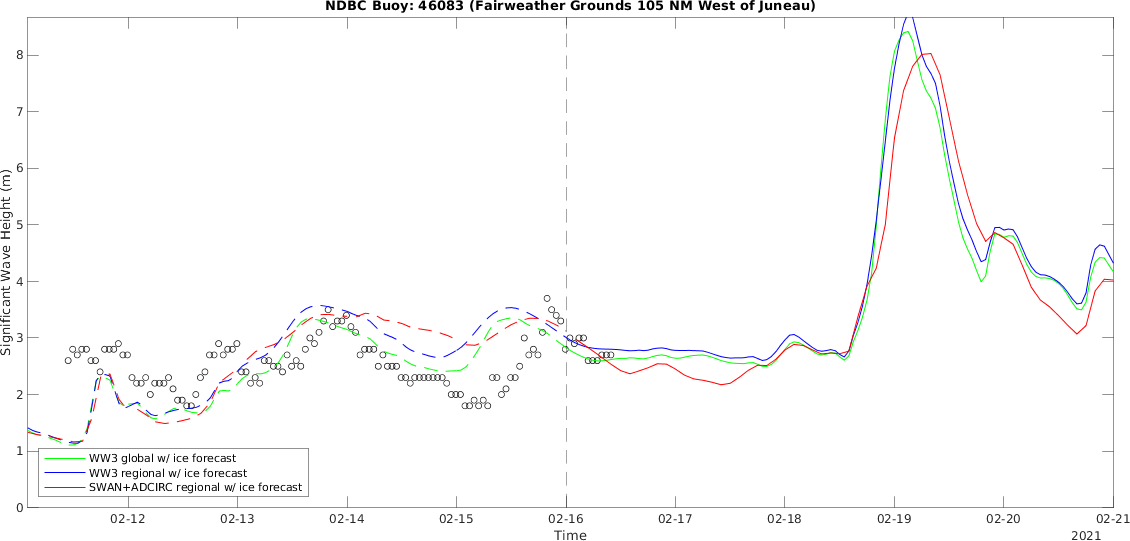 NDBC Buoy: 46083 (Fairweather Grounds 105 NM West of Juneau)
Significant Wave Height (m)
8
7
6
5
4
3
2
1
0
WW3 global w/ ice forecast
WW3 regional w/ ice forecast
SWAN+ADCIRC regional w/ ice forecast
02-12 02-13 02-14 02-15 02-16 02-17 02-18 02-19 02-20 02-21
Time
2021